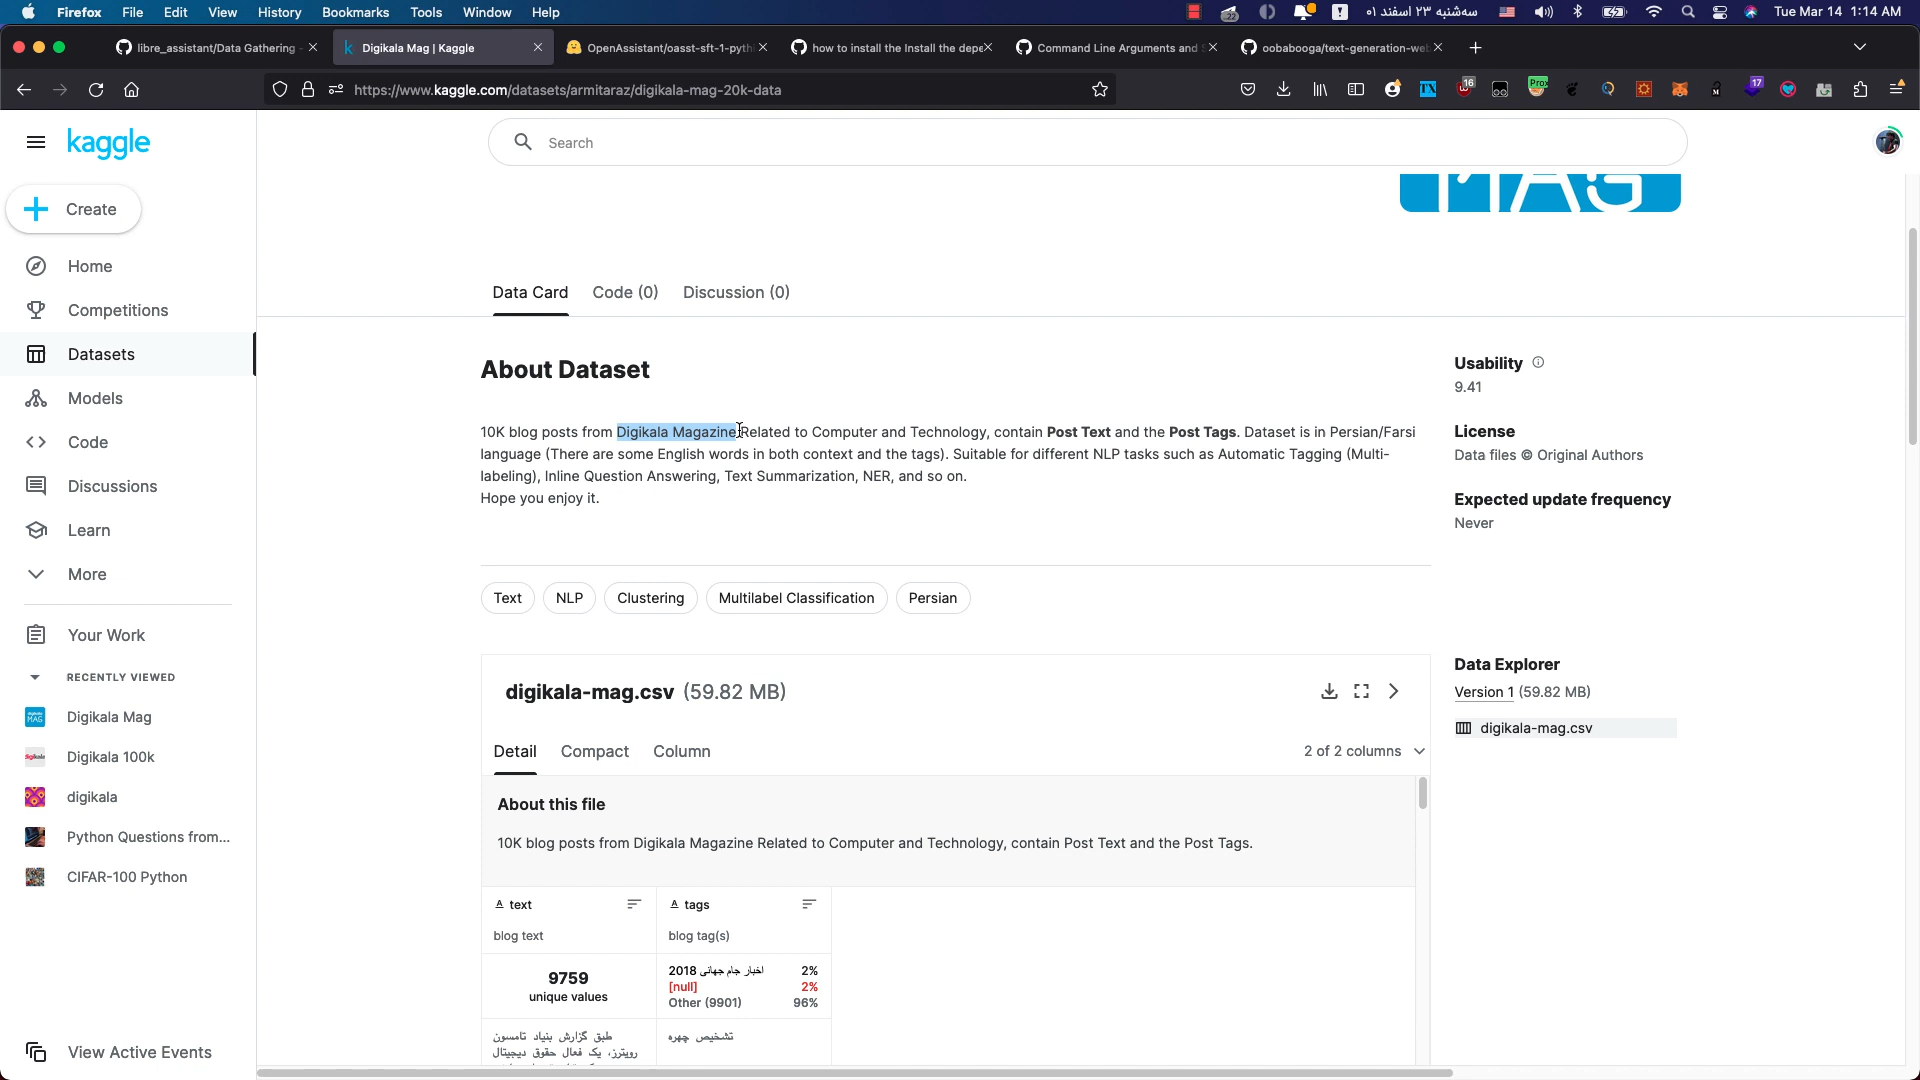 Firefox File Edit View History Bookmarks Tools Window Help
سه‌شنبه ۲۳ اسفند ۰۱
Tue Mar 14 1:14 AM
libre_assistant/Data Gathering -
Digikala Mag | Kaggle
OpenAssistant/oasst-sft-1-pythi
how to install the Install the depe
Command Line Arguments and S
oobabooga/text-generation-web
https://www.kaggle.com/datasets/armitaraz/digikala-mag-20k-data
16
Prox
17
kaggle
Search
Create
MAG
Home
Competitions
Datasets
Models
Code
Discussions
Learn
More
Your Work
RECENTLY VIEWED
Digikala Mag
Digikala 100k
digikala
Python Questions from...
CIFAR-100 Python
View Active Events
Data Card Code (0) Discussion (0)
About Dataset
10K blog posts from Digikala Magazine Related to Computer and Technology, contain Post Text and the Post Tags. Dataset is in Persian/Farsi
language (There are some English words in both context and the tags). Suitable for different NLP tasks such as Automatic Tagging (Multi-
labeling), Inline Question Answering, Text Summarization, NER, and so on.
Hope you enjoy it.
Usability
9.41
License
Data files © Original Authors
Expected update frequency
Never
Text NLP Clustering Multilabel Classification Persian
digikala-mag.csv (59.82 MB)
Detail Compact Column
2 of 2 columns
About this file
10K blog posts from Digikala Magazine Related to Computer and Technology, contain Post Text and the Post Tags.
text
tags
blog text
blog tag(s)
9759
unique values
اخبار جام جهانی 2018 2%
[null] 2%
Other (9901) 96%
طبق گزارش بنیاد تامسون
رویترز، یک فعال حقوق دیجیتال
تشخیص چهره
Data Explorer
Version 1 (59.82 MB)
digikala-mag.csv